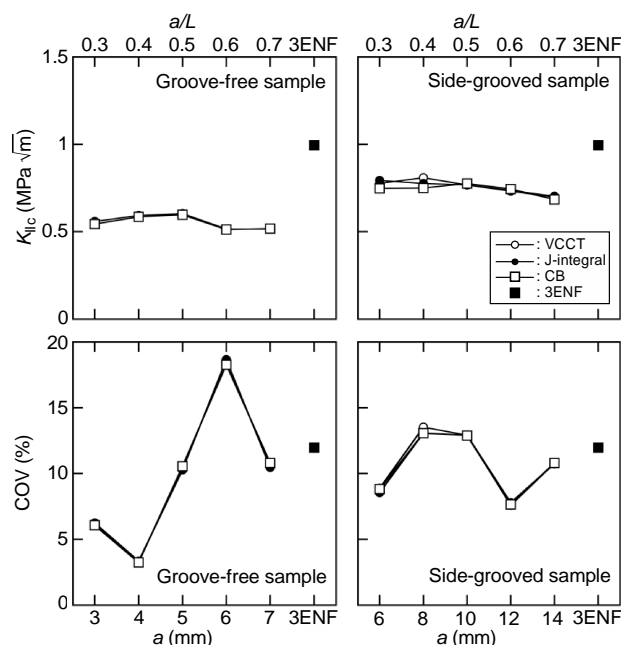 a/L
a/L
0.3 0.4 0.5 0.6 0.7 3ENF
0.3 0.4 0.5 0.6 0.7 3ENF
Groove-free sample
Side-grooved sample
1.5
1
0.5
0
K_IIc (MPa √m)
: VCCT
: J-integral
: CB
: 3ENF
20
15
10
5
0
COV (%)
Groove-free sample
Side-grooved sample
3 4 5 6 7 3ENF
6 8 10 12 14 3ENF
a (mm)
a (mm)